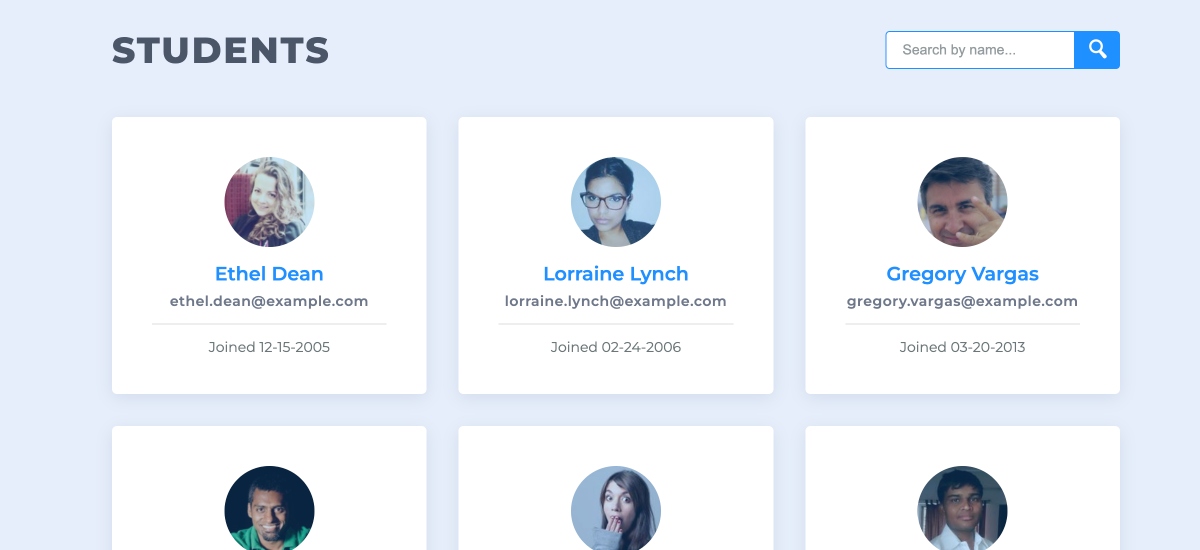 STUDENTS
Search by name...
Ethel Dean
ethel.dean@example.com
Joined 12-15-2005
Lorraine Lynch
lorraine.lynch@example.com
Joined 02-24-2006
Gregory Vargas
gregory.vargas@example.com
Joined 03-20-2013